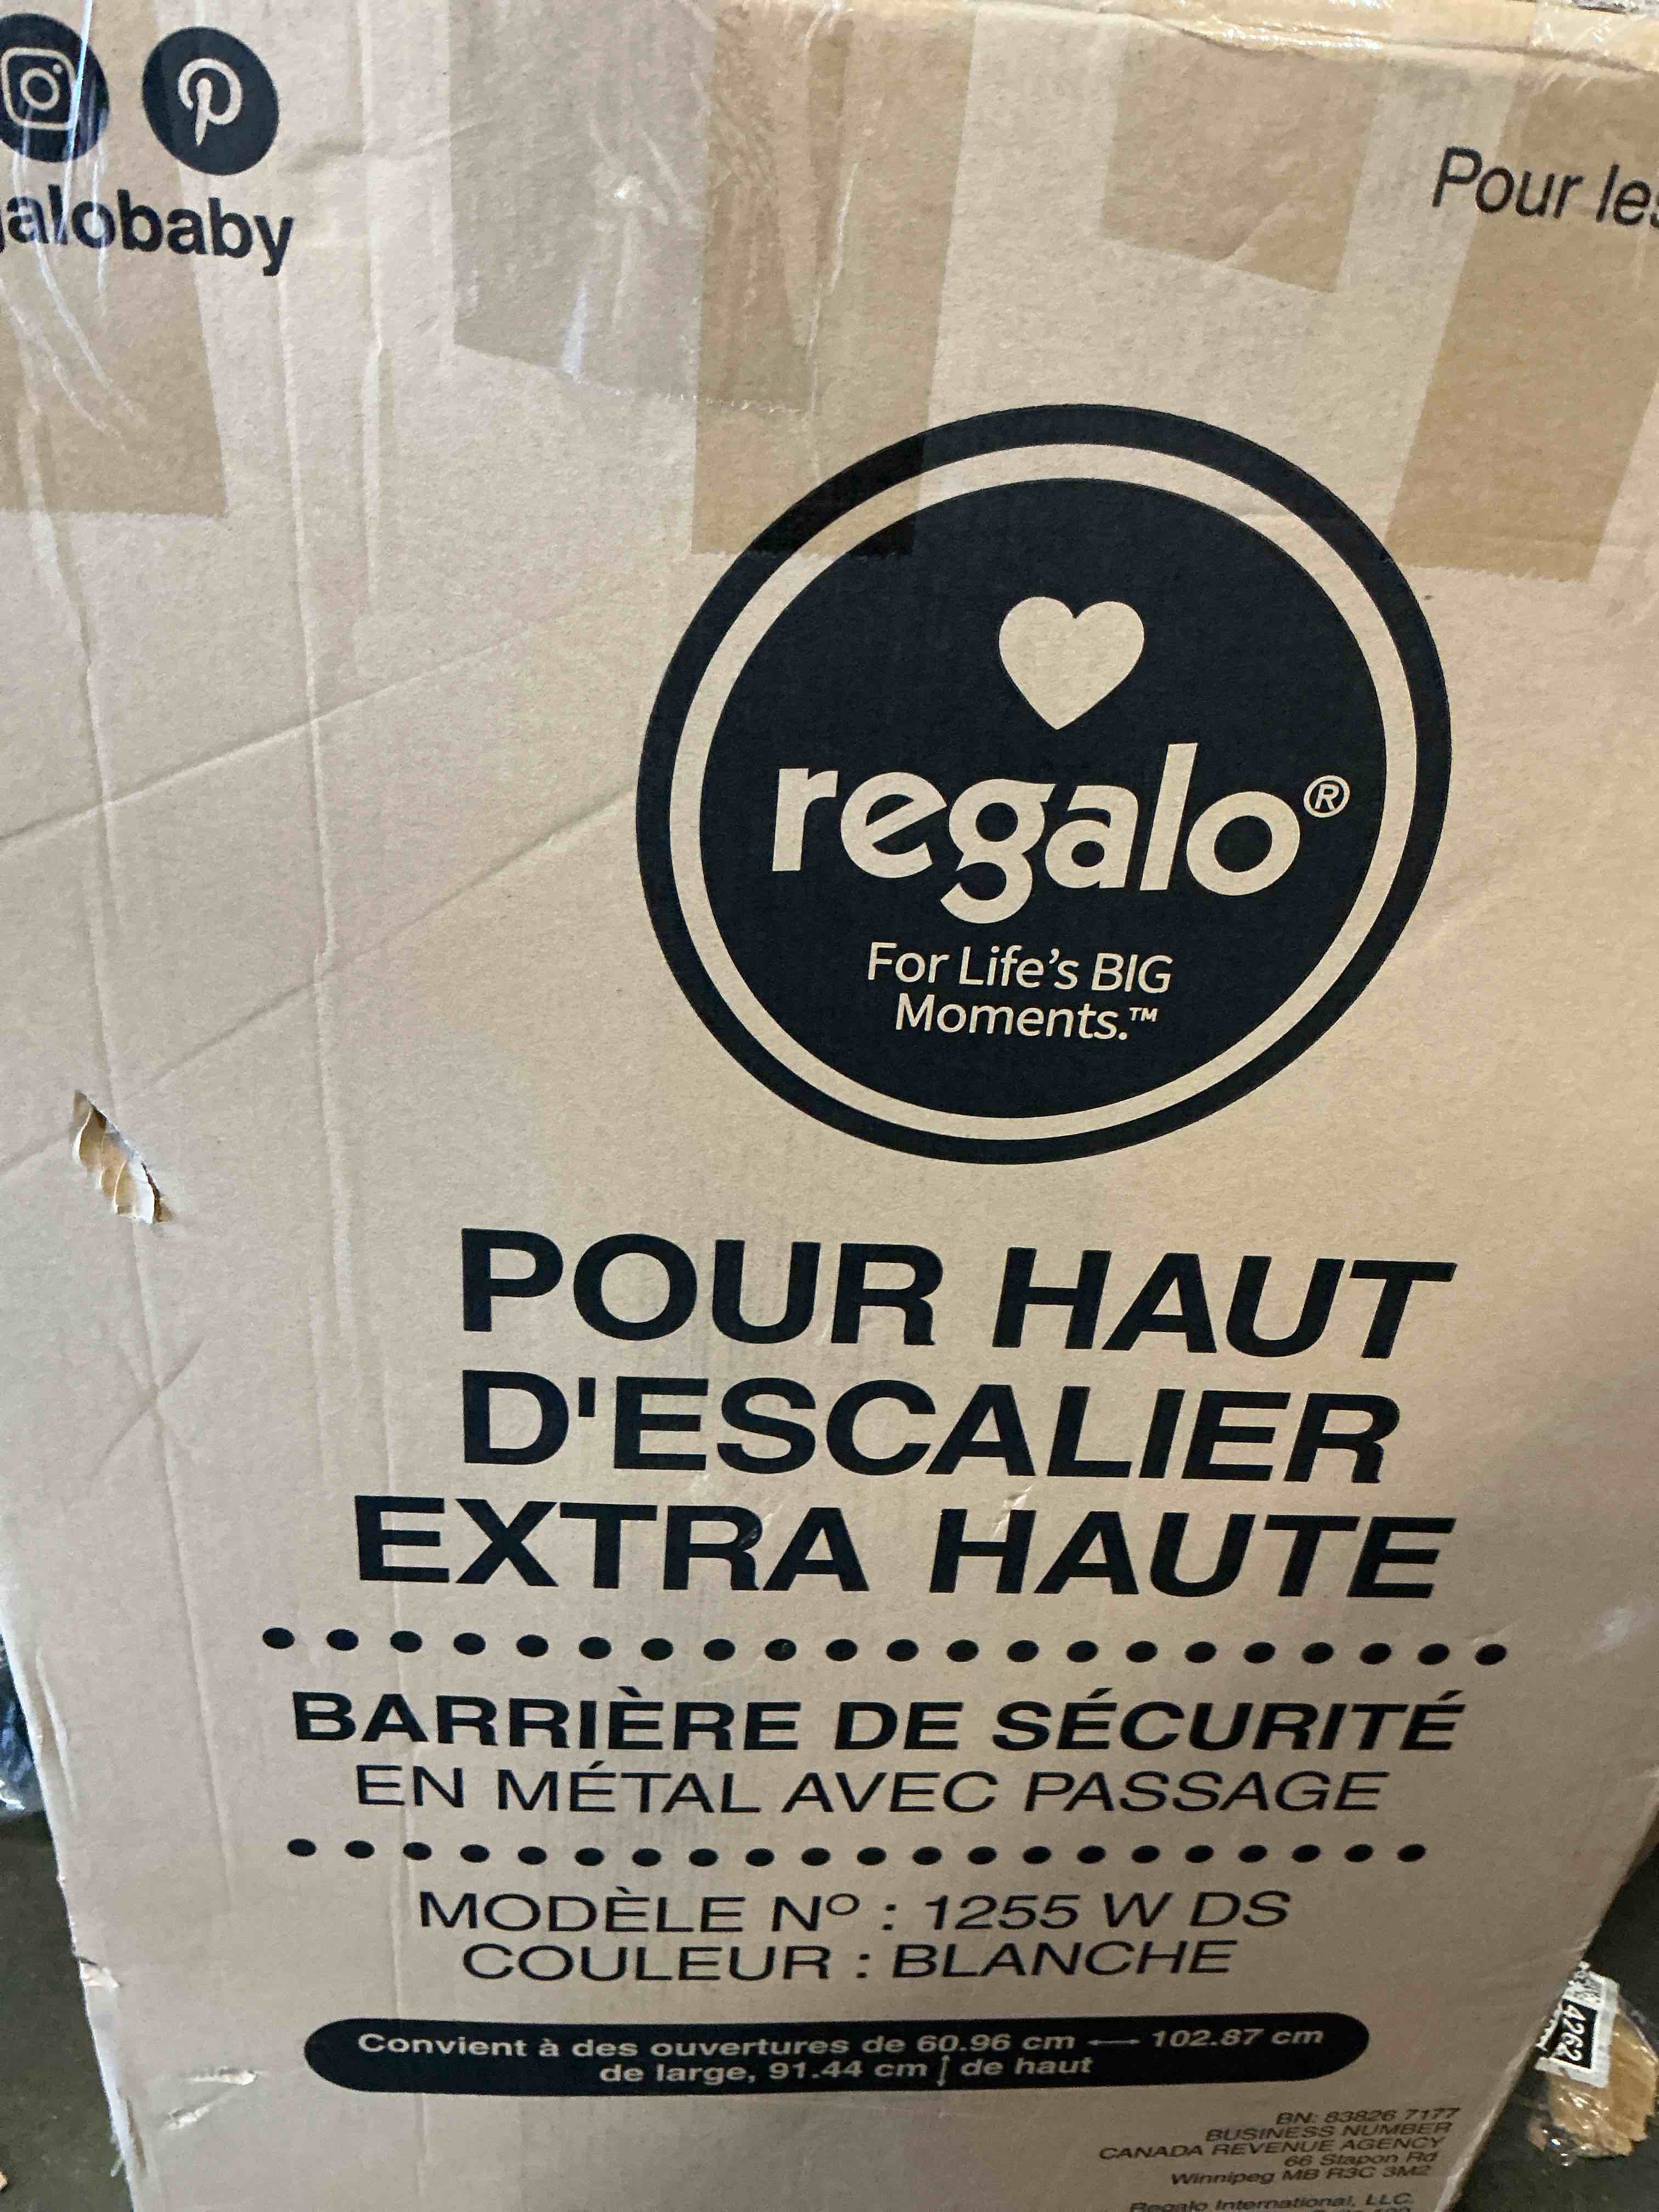 alobaby
Pour les
regalo®
For Life's BIG
Moments.™
POUR HAUT
D'ESCALIER
EXTRA HAUTE
BARRIÈRE DE SÉCURITÉ
EN MÉTAL AVEC PASSAGE
MODÈLE Nº : 1255 W DS
COULEUR : BLANCHE
Convient à des ouvertures de 60.96 cm ⟷ 102.87 cm
de large, 91.44 cm ↕ de haut
4262
BN: 83826 7177
BUSINESS NUMBER
CANADA REVENUE AGENCY
66 Stapon Rd
Winnipeg MB R3C 3M2
Regalo International, LLC.